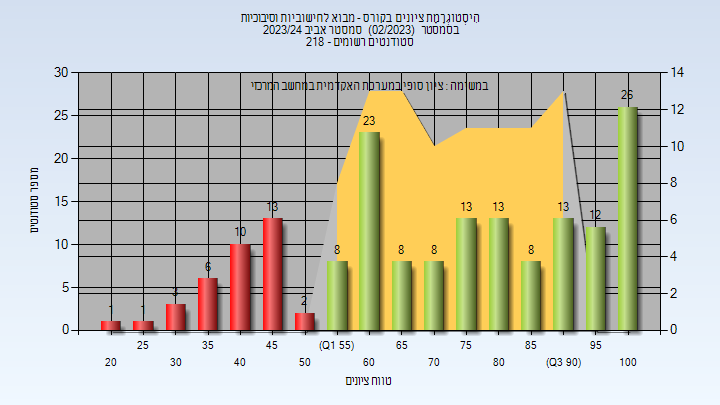 היסטוגרמת ציונים בקורס - מבוא לחישוביות וסיבוכיות
בסמסטר (02/2023) סמסטר אביב 2023/24
סטודנטים רשומים - 218
במשימה : ציון סופי במערכת האקדמית במחשב המרכזי
30 14
25 12
20 10
15 8
10 6
5 4
0 2
0
מספר סטודנטים
1 1 3 6 10 13 2 8 23 8 8 13 13 8 13 12 26
25 35 45 (Q1 55) 65 75 85 95
20 30 40 50 60 70 80 (Q3 90) 100
טווח ציונים